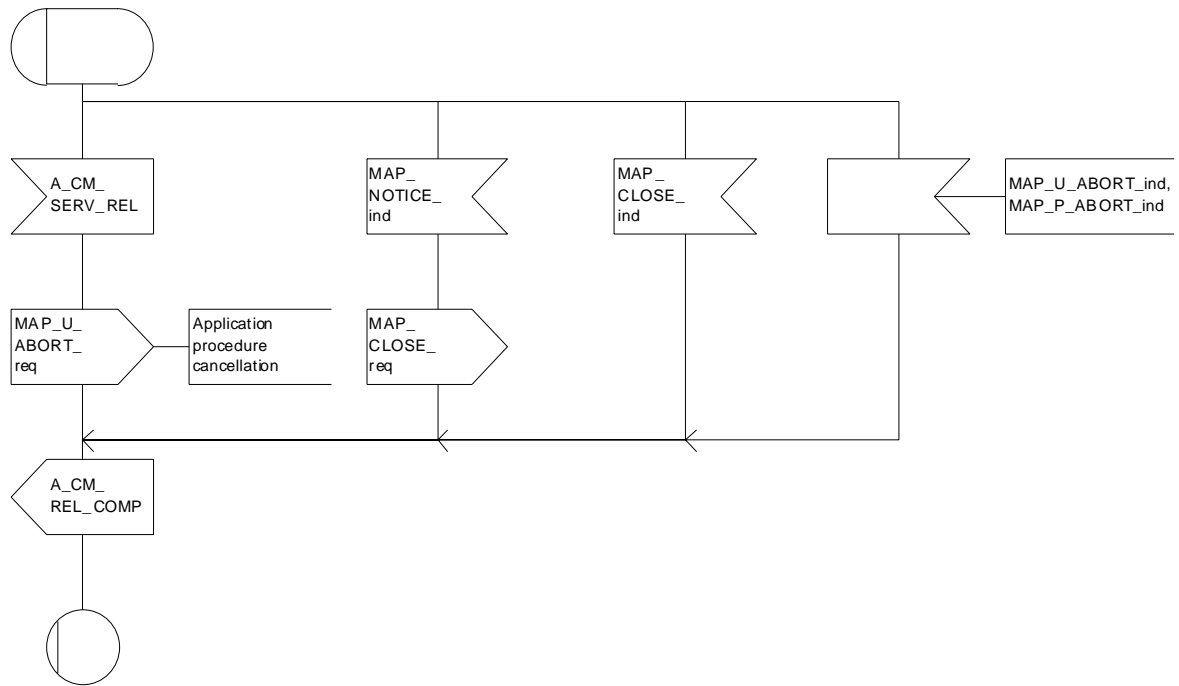 A_CM_
SERV_REL
MAP_
NOTICE_
ind
MAP_
CLOSE_
ind
MAP_U_ABORT_ind,
MAP_P_ABORT_ind
MAP_U_
ABORT_
req
Application
procedure
cancellation
MAP_
CLOSE_
req
A_CM_
REL_COMP